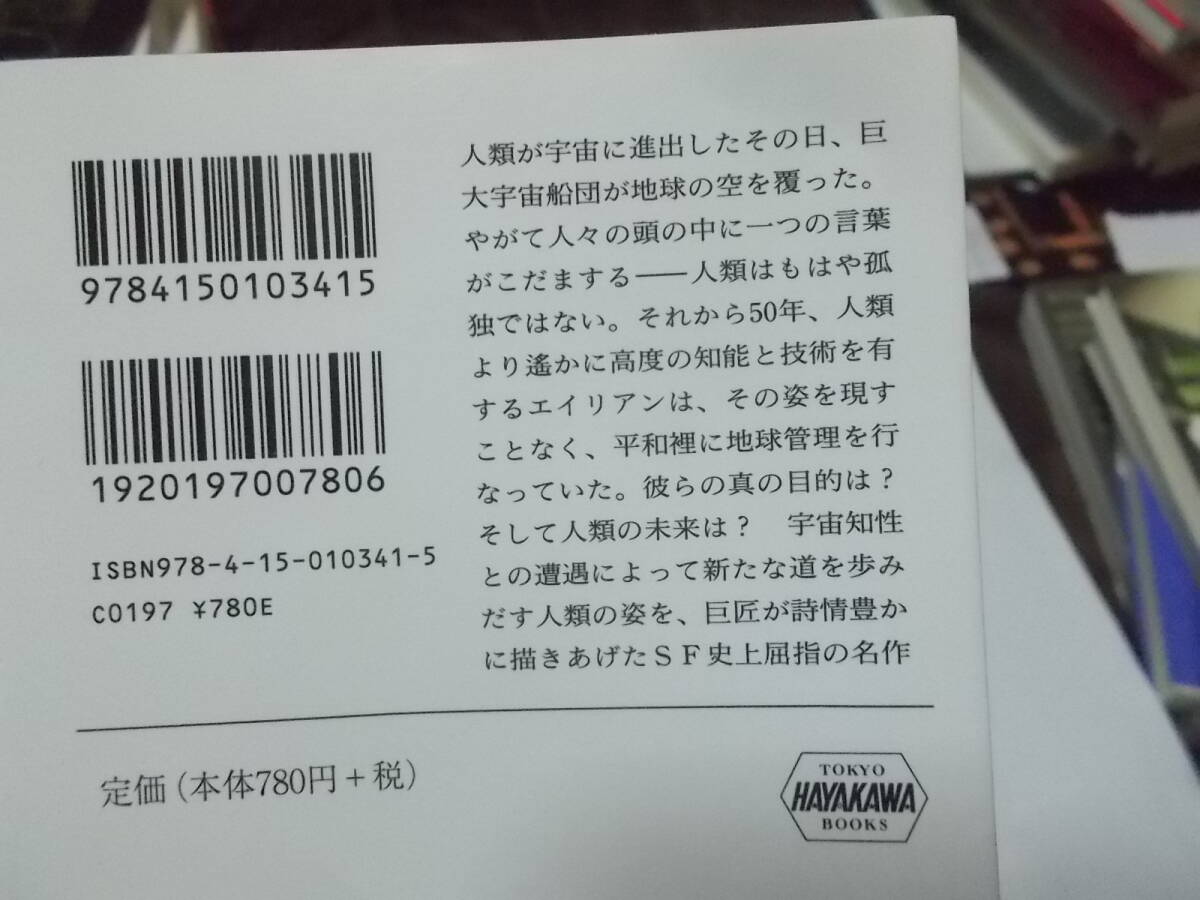 9784150103415
1920197007806
ISBN978-4-15-010341-5
C0197 ¥780E
人類が宇宙に進出したその日、巨
大宇宙船団が地球の空を覆った。
やがて人々の頭の中に一つの言葉
がこだまする――人類はもはや孤
独ではない。それから50年、人類
より遙かに高度の知能と技術を有
するエイリアンは、その姿を現す
ことなく、平和裡に地球管理を行
なっていた。彼らの真の目的は?
そして人類の未来は?　宇宙知性
との遭遇によって新たな道を歩み
だす人類の姿を、巨匠が詩情豊か
に描きあげたＳＦ史上屈指の名作
定価(本体780円+税)
TOKYO
HAYAKAWA
BOOKS